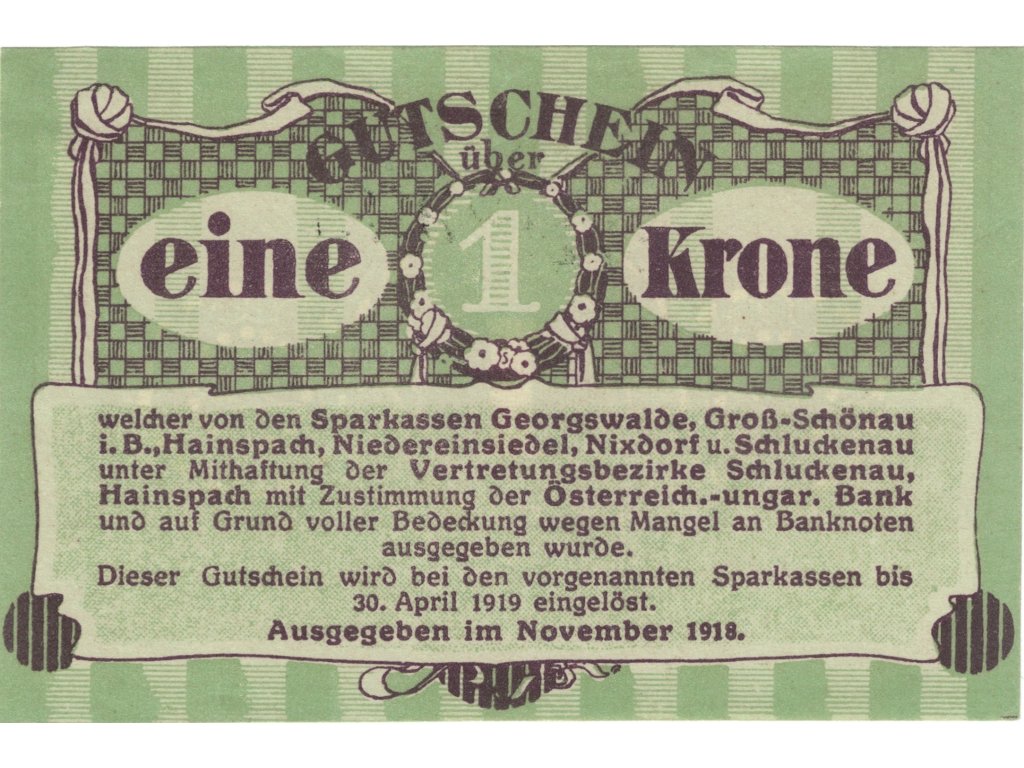 GUTSCHEIN
über
eine 1 Krone
welcher von den Sparkassen Georgswalde, Groß-Schönau
i. B., Hainspach, Niedereinsiedel, Nixdorf u. Schluckenau
unter Mithaftung der Vertretungsbezirke Schluckenau,
Hainspach mit Zustimmung der Österreich.-ungar. Bank
und auf Grund voller Bedeckung wegen Mangel an Banknoten
ausgegeben wurde.
Dieser Gutschein wird bei den vorgenannten Sparkassen bis
30. April 1919 eingelöst.
Ausgegeben im November 1918.